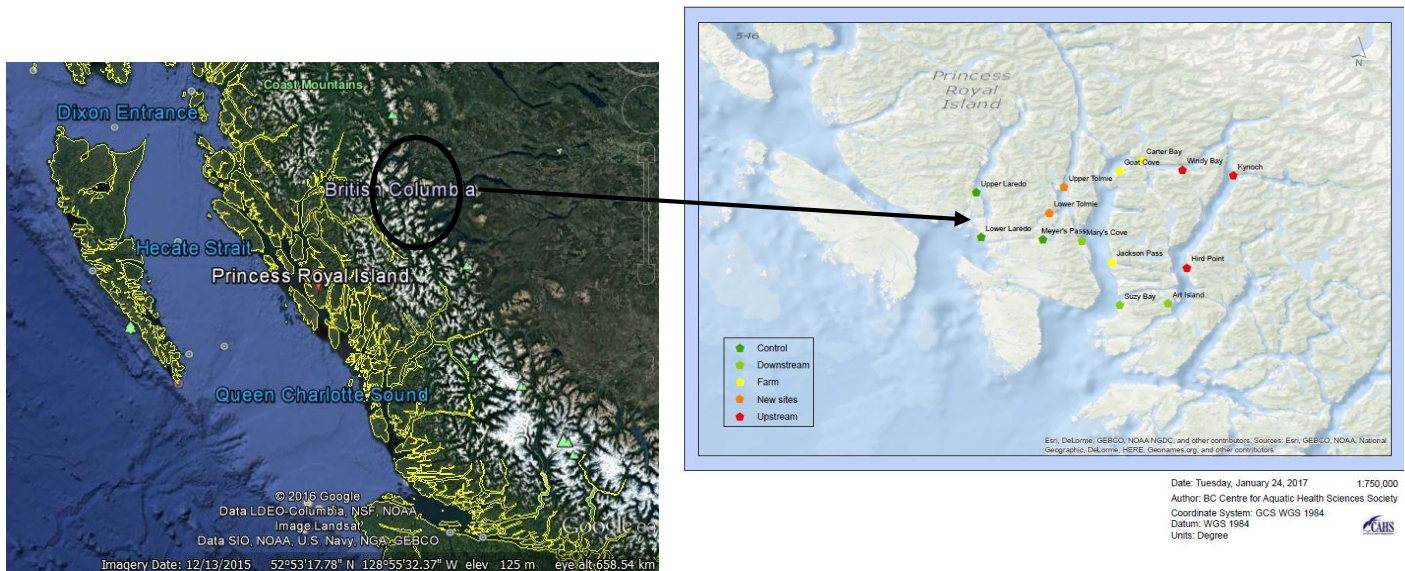 Coast Mountains
Dixon Entrance
British Columbia
Hecate Strait
Princess Royal Island
Queen Charlotte Sound
© 2016 Google
Data LDEO-Columbia, NSF, NOAA
Image Landsat
Data SIO, NOAA, U.S. Navy, NGA, GEBCO
Google
Imagery Date: 12/13/2015 52°53'17.78" N 128°55'32.37" W elev 125 m eye alt 658.54 km
546
Princess
Royal
Island
N
Carter Bay
Goat Cove
Windy Bay
Kynoch
Upper Laredo
Upper Tolmie
Lower Tolmie
Lower Laredo
Meyer's Pass
Mary's Cove
Jackson Pass
Hird Point
Suzy Bay
Art Island
Control
Downstream
Farm
New sites
Upstream
Esri, DeLorme, GEBCO, NOAA NGDC, and other contributors, Sources: Esri, GEBCO, NOAA, National
Geographic, DeLorme, HERE, Geonames.org, and other contributors
Date: Tuesday, January 24, 2017 1:750,000
Author: BC Centre for Aquatic Health Sciences Society
Coordinate System: GCS WGS 1984
Datum: WGS 1984
Units: Degree
CAHS